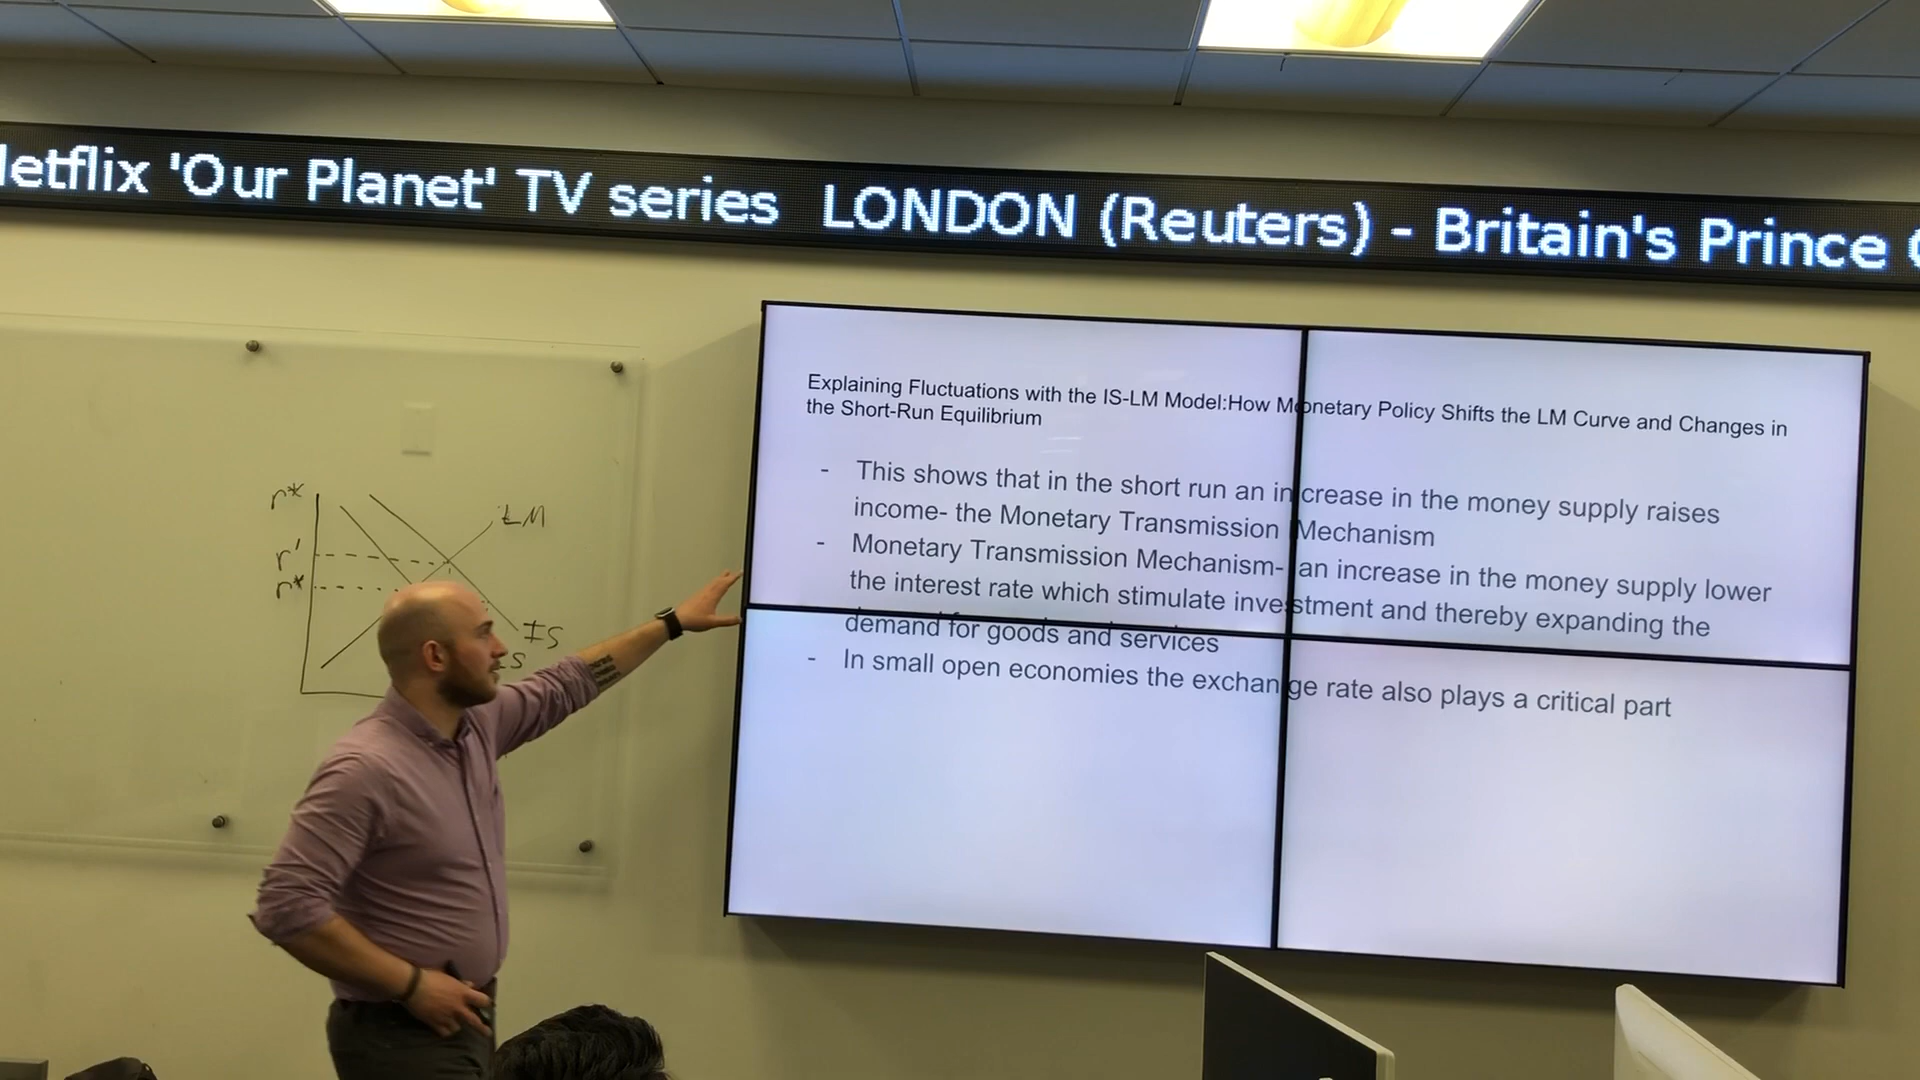 Netflix 'Our Planet' TV series LONDON (Reuters) - Britain's Prince
Explaining Fluctuations with the IS-LM Model:How Monetary Policy Shifts the LM Curve and Changes in
the Short-Run Equilibrium
- This shows that in the short run an increase in the money supply raises
income- the Monetary Transmission Mechanism
- Monetary Transmission Mechanism- an increase in the money supply lower
the interest rate which stimulate investment and thereby expanding the
demand for goods and services
- In small open economies the exchange rate also plays a critical part
r*
LM
r'
r*
IS